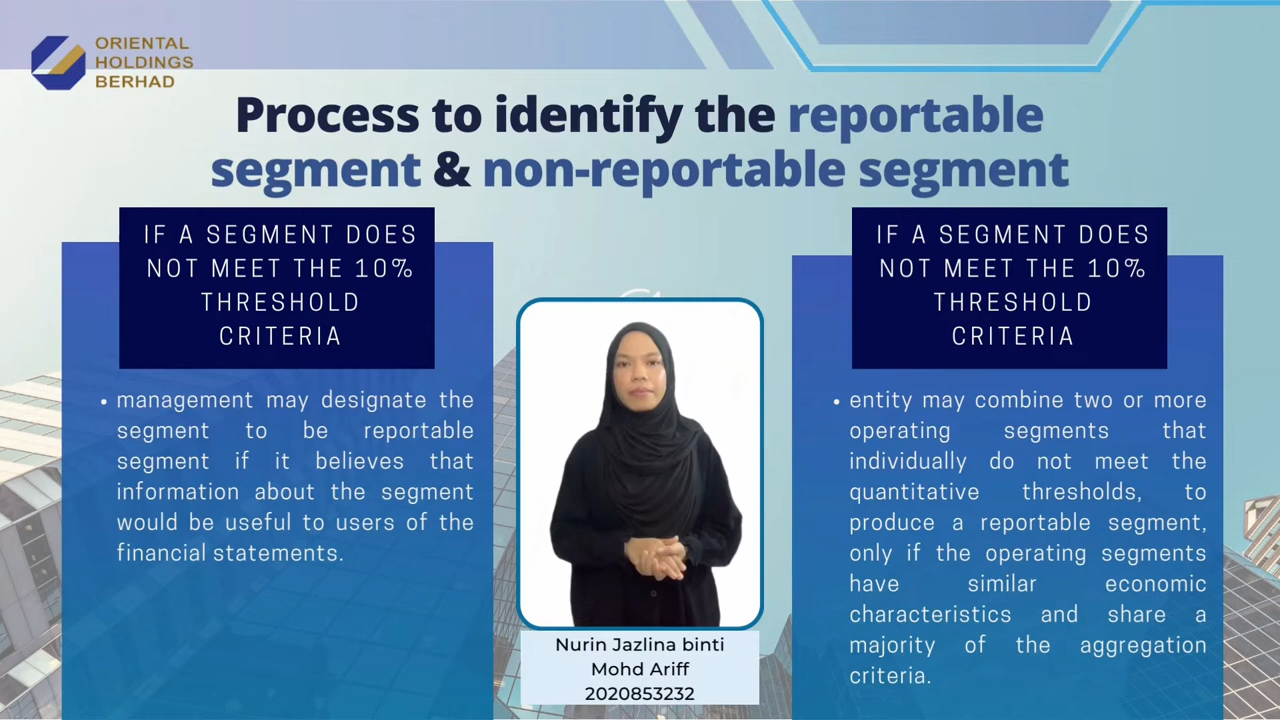 ORIENTAL
HOLDINGS
BERHAD
Process to identify the reportable
segment & non-reportable segment
IF A SEGMENT DOES
NOT MEET THE 10%
THRESHOLD
CRITERIA
• management may designate the
segment to be reportable
segment if it believes that
information about the segment
would be useful to users of the
financial statements.
Nurin Jazlina binti
Mohd Ariff
2020853232
IF A SEGMENT DOES
NOT MEET THE 10%
THRESHOLD
CRITERIA
• entity may combine two or more
operating segments that
individually do not meet the
quantitative thresholds, to
produce a reportable segment,
only if the operating segments
have similar economic
characteristics and share a
majority of the aggregation
criteria.